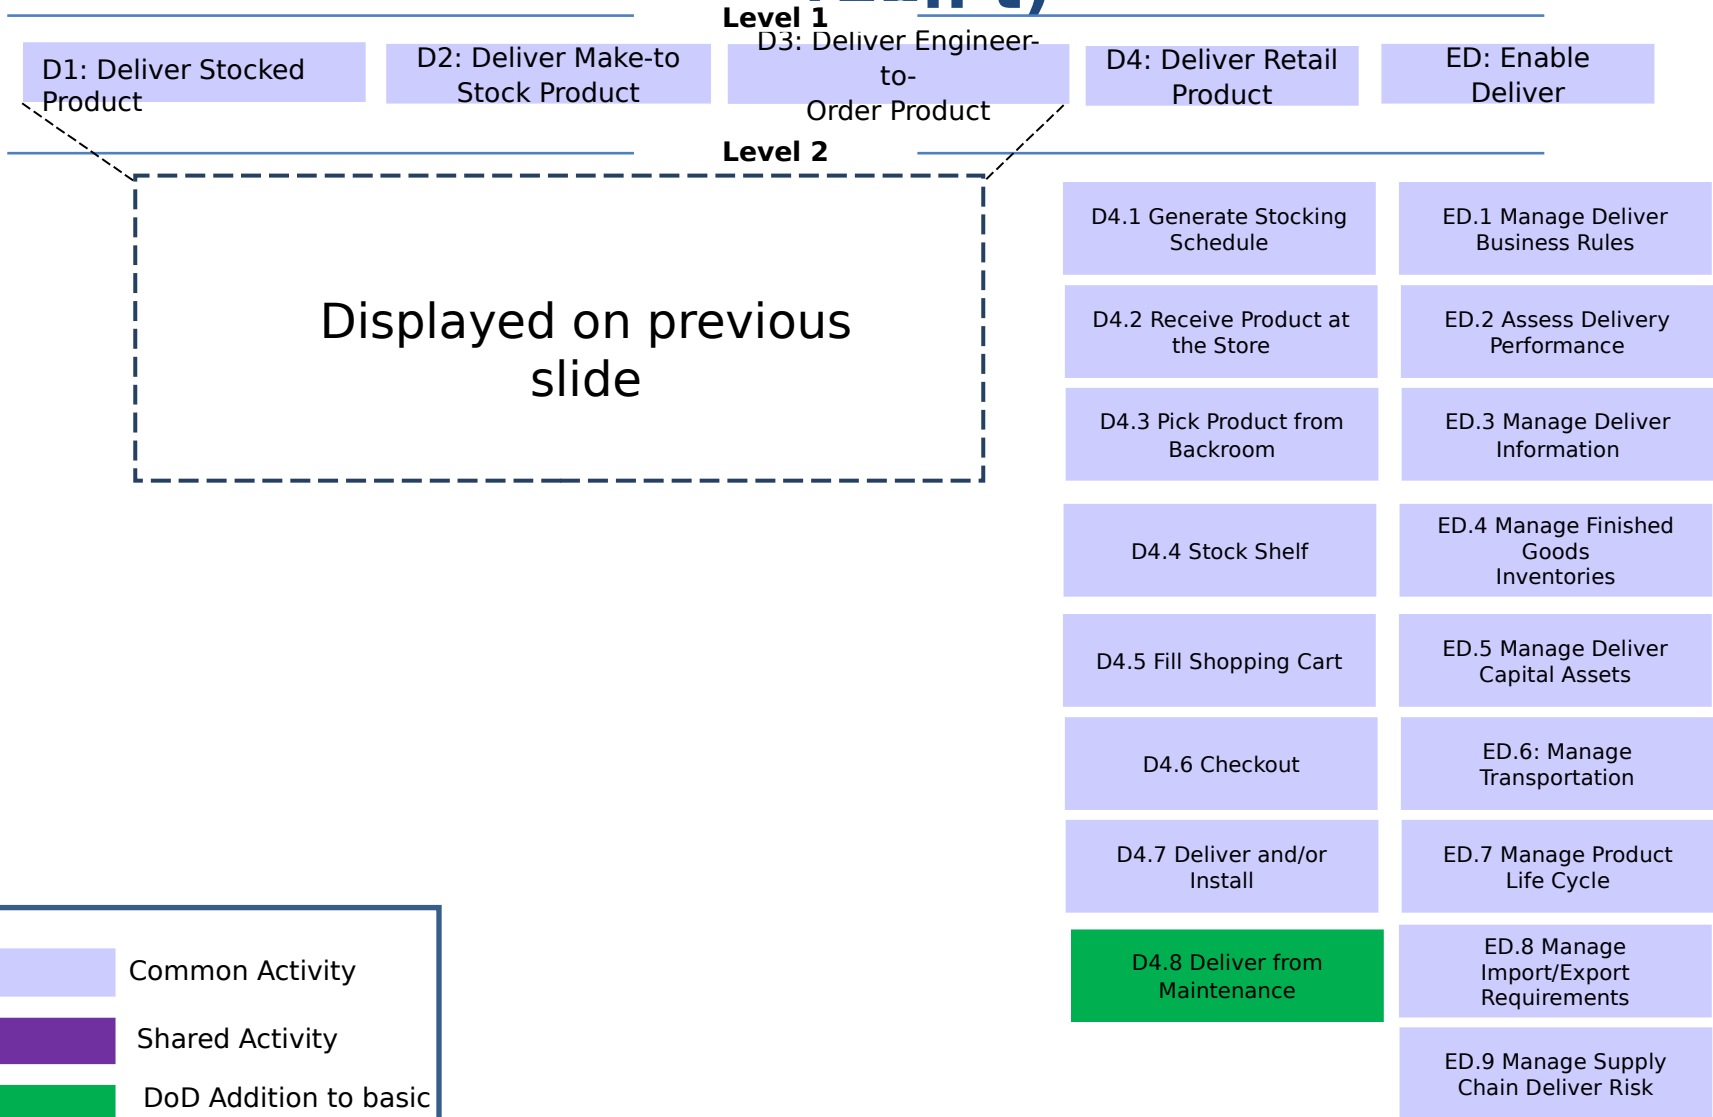 Level 1
D1: Deliver Stocked
Product
D2: Deliver Make-to
Stock Product
D3: Deliver Engineer-
to-
Order Product
D4: Deliver Retail
Product
ED: Enable
Deliver
Level 2
Displayed on previous
slide
D4.1 Generate Stocking
Schedule
ED.1 Manage Deliver
Business Rules
D4.2 Receive Product at
the Store
ED.2 Assess Delivery
Performance
D4.3 Pick Product from
Backroom
ED.3 Manage Deliver
Information
D4.4 Stock Shelf
ED.4 Manage Finished
Goods
Inventories
D4.5 Fill Shopping Cart
ED.5 Manage Deliver
Capital Assets
D4.6 Checkout
ED.6: Manage
Transportation
D4.7 Deliver and/or
Install
ED.7 Manage Product
Life Cycle
D4.8 Deliver from
Maintenance
ED.8 Manage
Import/Export
Requirements
ED.9 Manage Supply
Chain Deliver Risk
Common Activity
Shared Activity
DoD Addition to basic